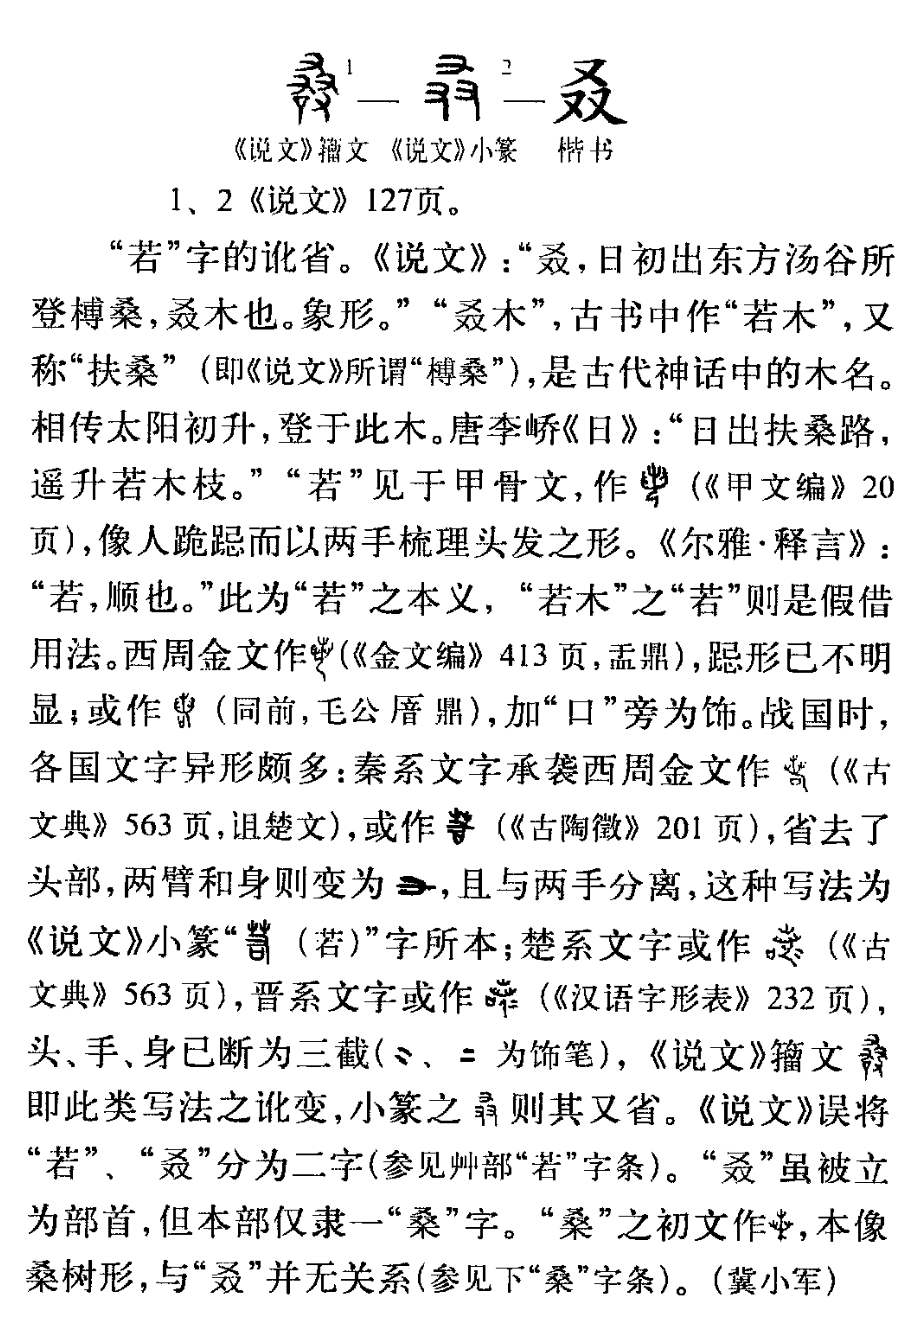 1 — 2 — 叒
《说文》籀文 《说文》小篆 楷书
1、2《说文》127页。
“若”字的讹省。《说文》:“叒,日初出东方汤谷所
登榑桑,叒木也。象形。”“叒木”,古书中作“若木”,又
称“扶桑”(即《说文》所谓“榑桑”),是古代神话中的木名。
相传太阳初升,登于此木。唐李峤《日》:“日出扶桑路,
遥升若木枝。”“若”见于甲骨文,作(《甲文编》20
页),像人跪跽而以两手梳理头发之形。《尔雅·释言》:
“若,顺也。”此为“若”之本义,“若木”之“若”则是假借
用法。西周金文作(《金文编》413页,盂鼎),跽形已不明
显;或作(同前,毛公厝鼎),加“口”旁为饰。战国时,
各国文字异形颇多:秦系文字承袭西周金文作(《古
文典》563页,诅楚文),或作(《古陶徵》201页),省去了
头部,两臂和身则变为,且与两手分离,这种写法为
《说文》小篆“(若)”字所本;楚系文字或作(《古
文典》563页),晋系文字或作(《汉语字形表》232页),
头、手、身已断为三截(、为饰笔),《说文》籀文
即此类写法之讹变,小篆之则其又省。《说文》误将
“若”、“叒”分为二字(参见艸部“若”字条)。“叒”虽被立
为部首,但本部仅隶一“桑”字。“桑”之初文作,本像
桑树形,与“叒”并无关系(参见下“桑”字条)。(冀小军)